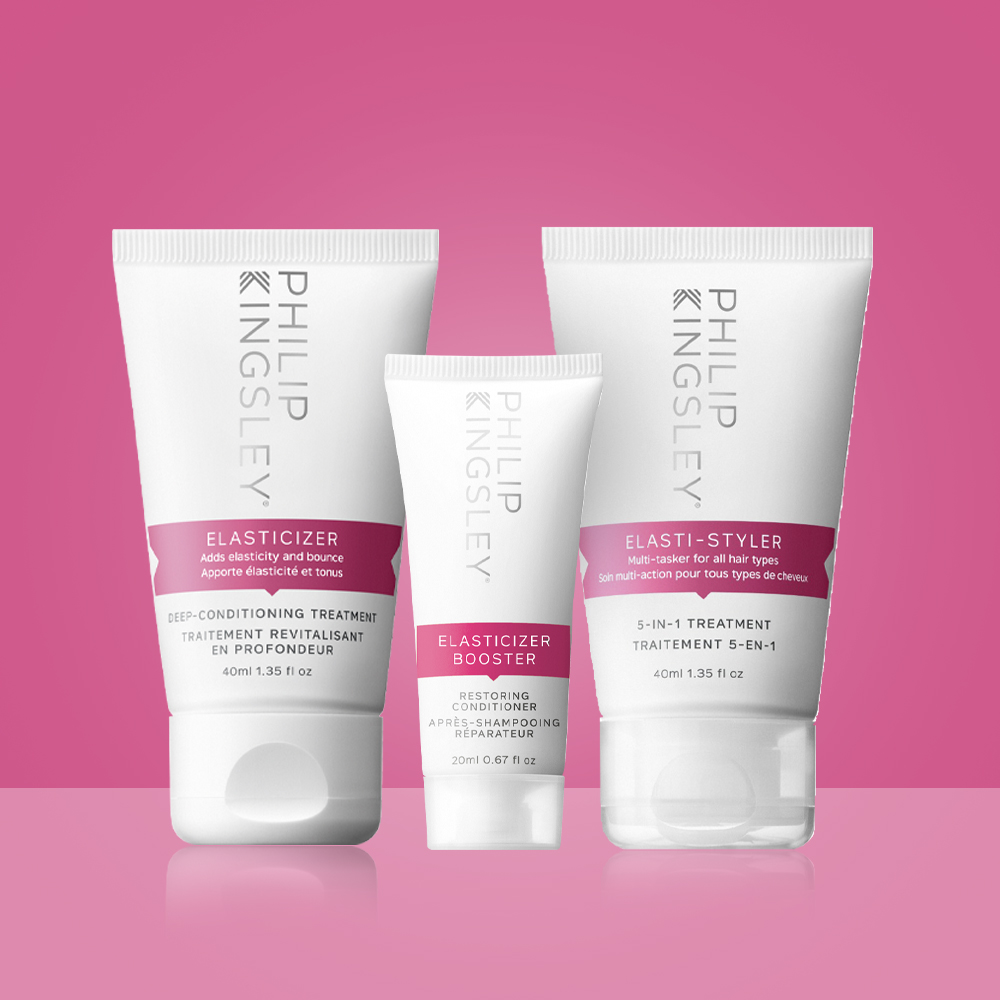 PHILIP
KINGSLEY®
ELASTICIZER
Adds elasticity and bounce
Apporte élasticité et tonus
DEEP-CONDITIONING TREATMENT
TRAITEMENT REVITALISANT
EN PROFONDEUR
40ml 1.35 fl oz
PHILIP
KINGSLEY®
ELASTICIZER
BOOSTER
RESTORING
CONDITIONER
APRÈS-SHAMPOOING
RÉPARATEUR
20ml 0.67 fl oz
PHILIP
KINGSLEY®
ELASTI-STYLER
Multi-tasker for all hair types
Soin multi-action pour tous types de cheveux
5-IN-1 TREATMENT
TRAITEMENT 5-EN-1
40ml 1.35 fl oz